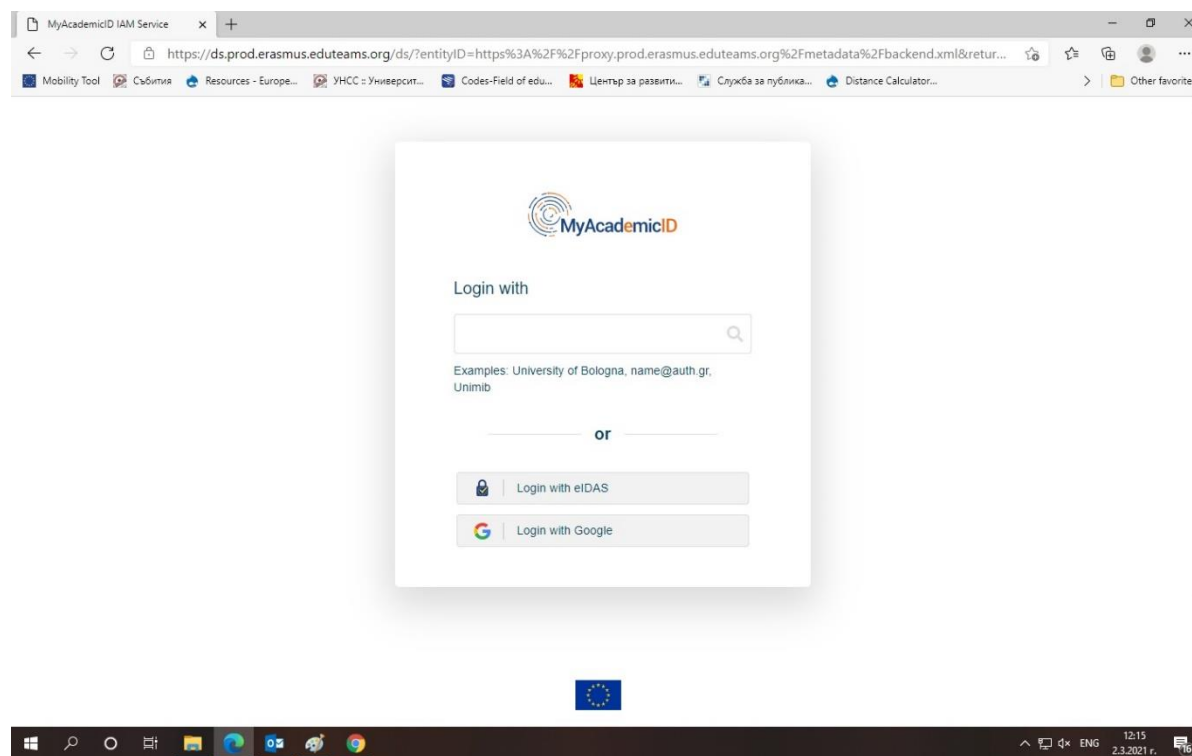 MyAcademicID IAM Service
https://ds.prod.erasmus.eduteams.org/ds/?entityID=https%3A%2F%2Fproxy.prod.erasmus.eduteams.org%2Fmetadata%2Fbackend.xml&retur...
Mobility Tool Събития Resources - Europe... УНСС :: Университ... Codes-Field of edu... Център за развити... Служба за публика... Distance Calculator... Other favorite
MyAcademicID
Login with
Examples: University of Bologna, name@auth.gr,
Unimib
or
Login with eIDAS
Login with Google
ENG 12:15
2.3.2021 г. 16